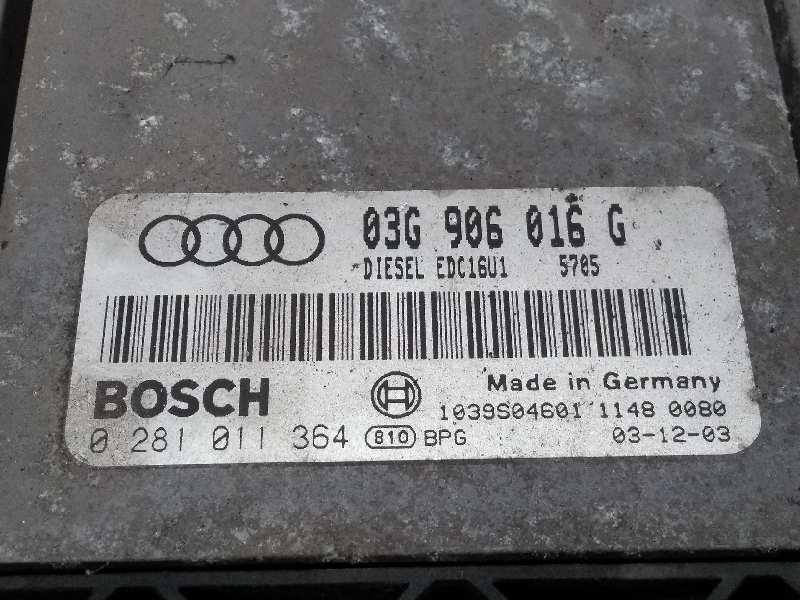 03G 906 016 G
DIESEL EDC16U1 5705
BOSCH
Made in Germany
1039S04601 1148 0080
0 281 011 364 810 BPG 03-12-03